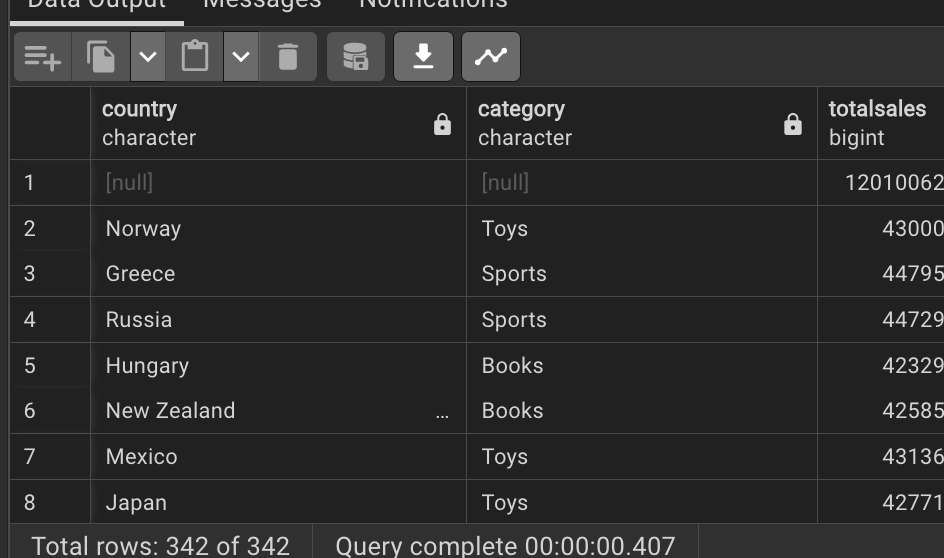 Data Output Messages Notifications
country category totalsales
character character bigint
1 [null] [null] 12010062
2 Norway Toys 43000
3 Greece Sports 44795
4 Russia Sports 44729
5 Hungary Books 42329
6 New Zealand ... Books 42585
7 Mexico Toys 43136
8 Japan Toys 42771
Total rows: 342 of 342 Query complete 00:00:00.407